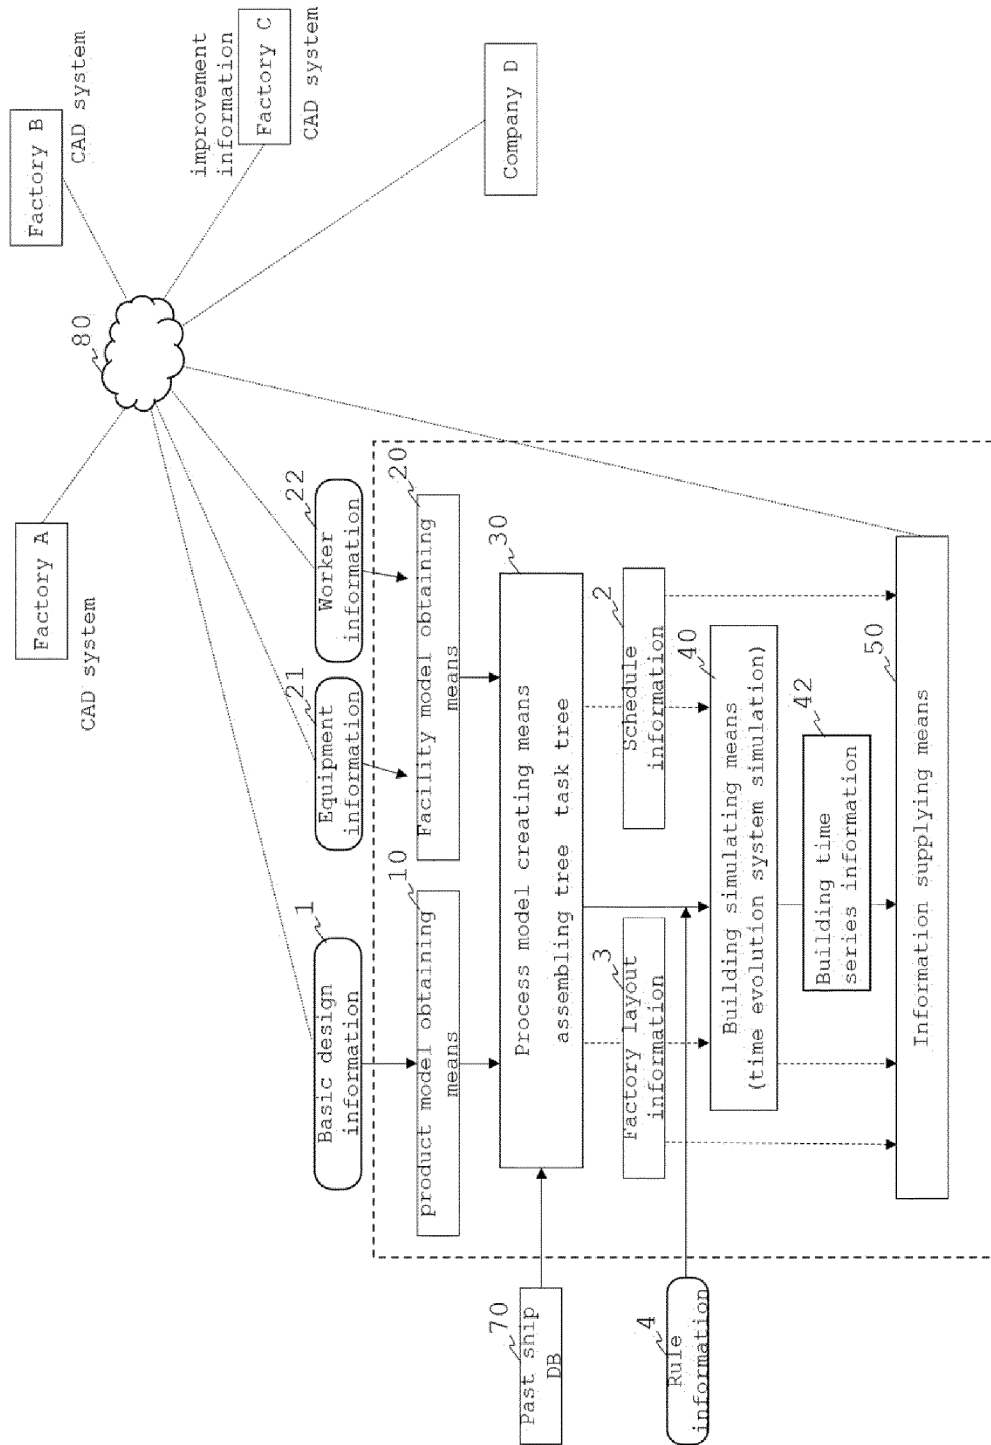 Factory A
CAD system
Factory B
CAD system
80
improvement
information
Factory C
CAD system
Company D
1
Basic design
information
21
Equipment
information
22
Worker
information
10
product model obtaining
means
20
Facility model obtaining
means
70
Past ship
DB
30
Process model creating means
assembling tree task tree
3
Factory layout
information
2
Schedule
information
4
Rule
information
40
Building simulating means
(time evolution system simulation)
42
Building time
series information
50
Information supplying means